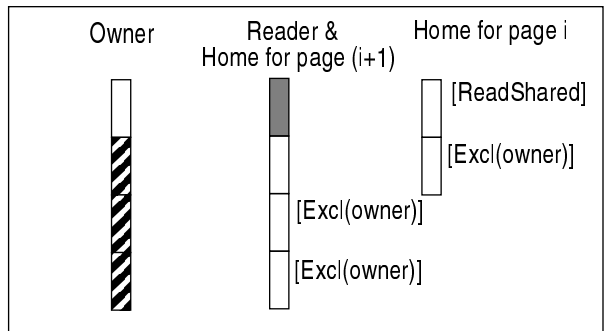 Owner
Reader &
Home for page (i+1)
Home for page i
[ReadShared]
[Excl(owner)]
[Excl(owner)]
[Excl(owner)]